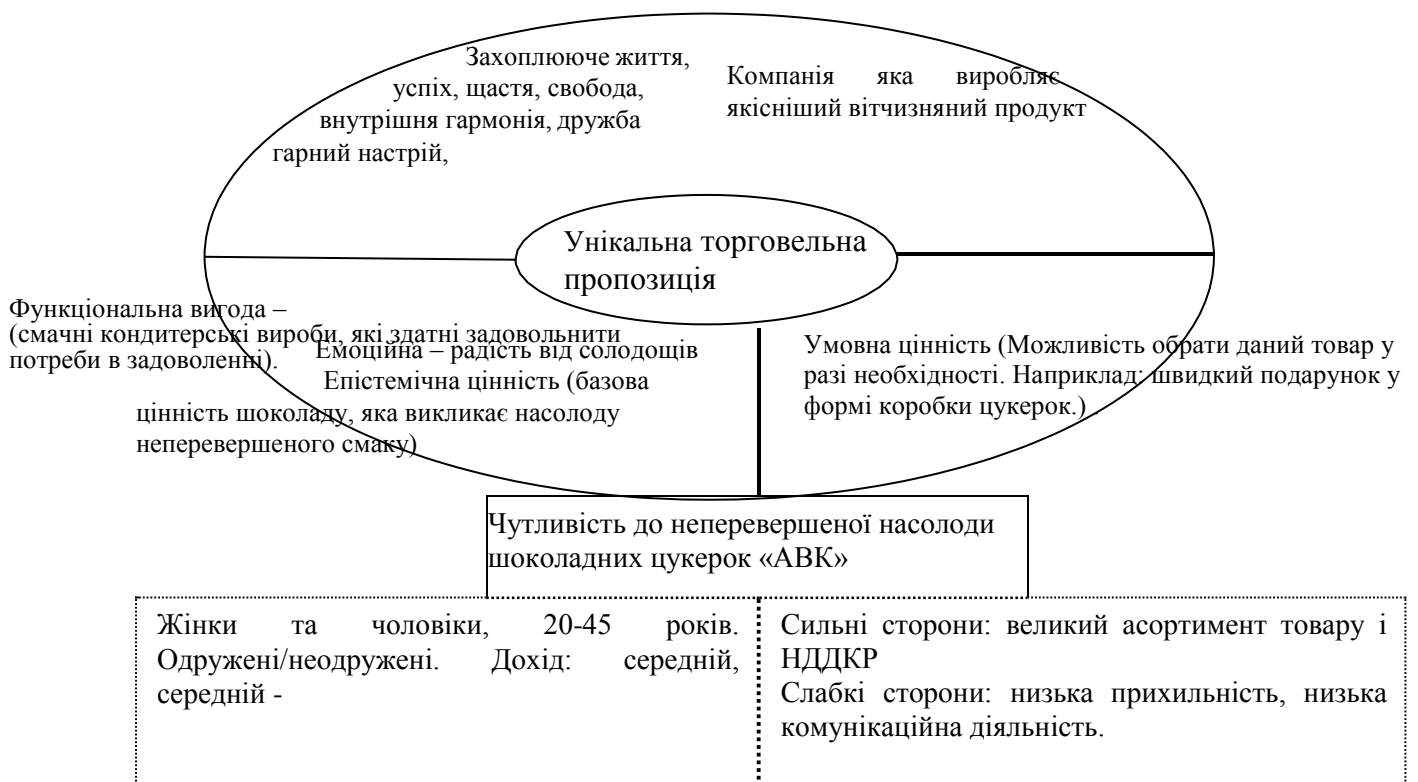 Захоплююче життя,
успіх, щастя, свобода,
внутрішня гармонія, дружба
гарний настрій,
Компанія яка виробляє
якісніший вітчизняний продукт
Унікальна торговельна
пропозиція
Функціональна вигода –
(смачні кондитерські вироби, які здатні задовольнити
потреби в задоволенні).
Емоційна – радість від солодощів
Епістемічна цінність (базова
цінність шоколаду, яка викликає насолоду
неперевершеного смаку)
Умовна цінність (Можливість обрати даний товар у
разі необхідності. Наприклад: швидкий подарунок у
формі коробки цукерок.) .
Чутливість до неперевершеної насолоди
шоколадних цукерок «АВК»
Жінки та чоловіки, 20-45 років.
Одружені/неодружені. Дохід: середній,
середній -
Сильні сторони: великий асортимент товару і
НДДКР
Слабкі сторони: низька прихильність, низька
комунікаційна діяльність.